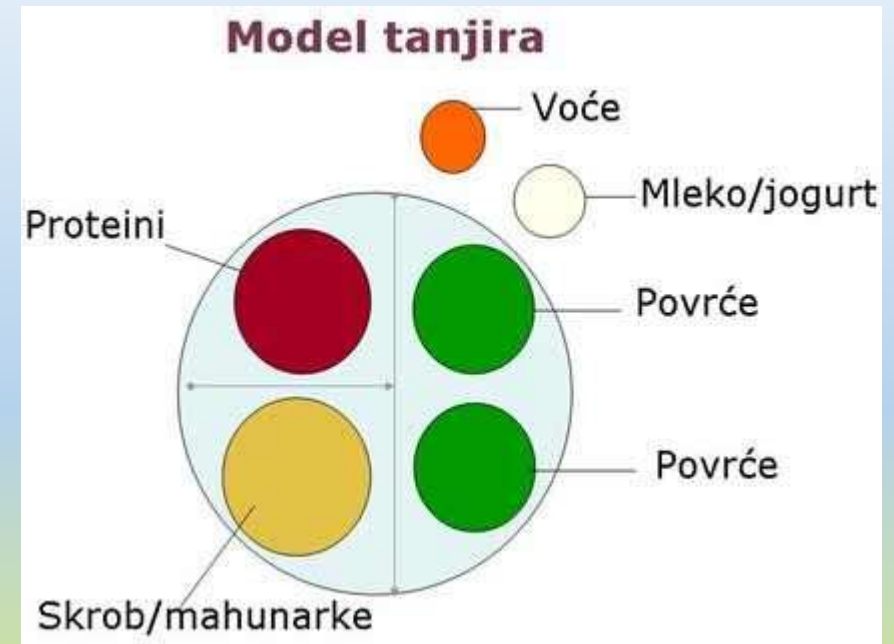 Model tanjira
Voće
Mleko/jogurt
Proteini
Povrće
Povrće
Skrob/mahunarke